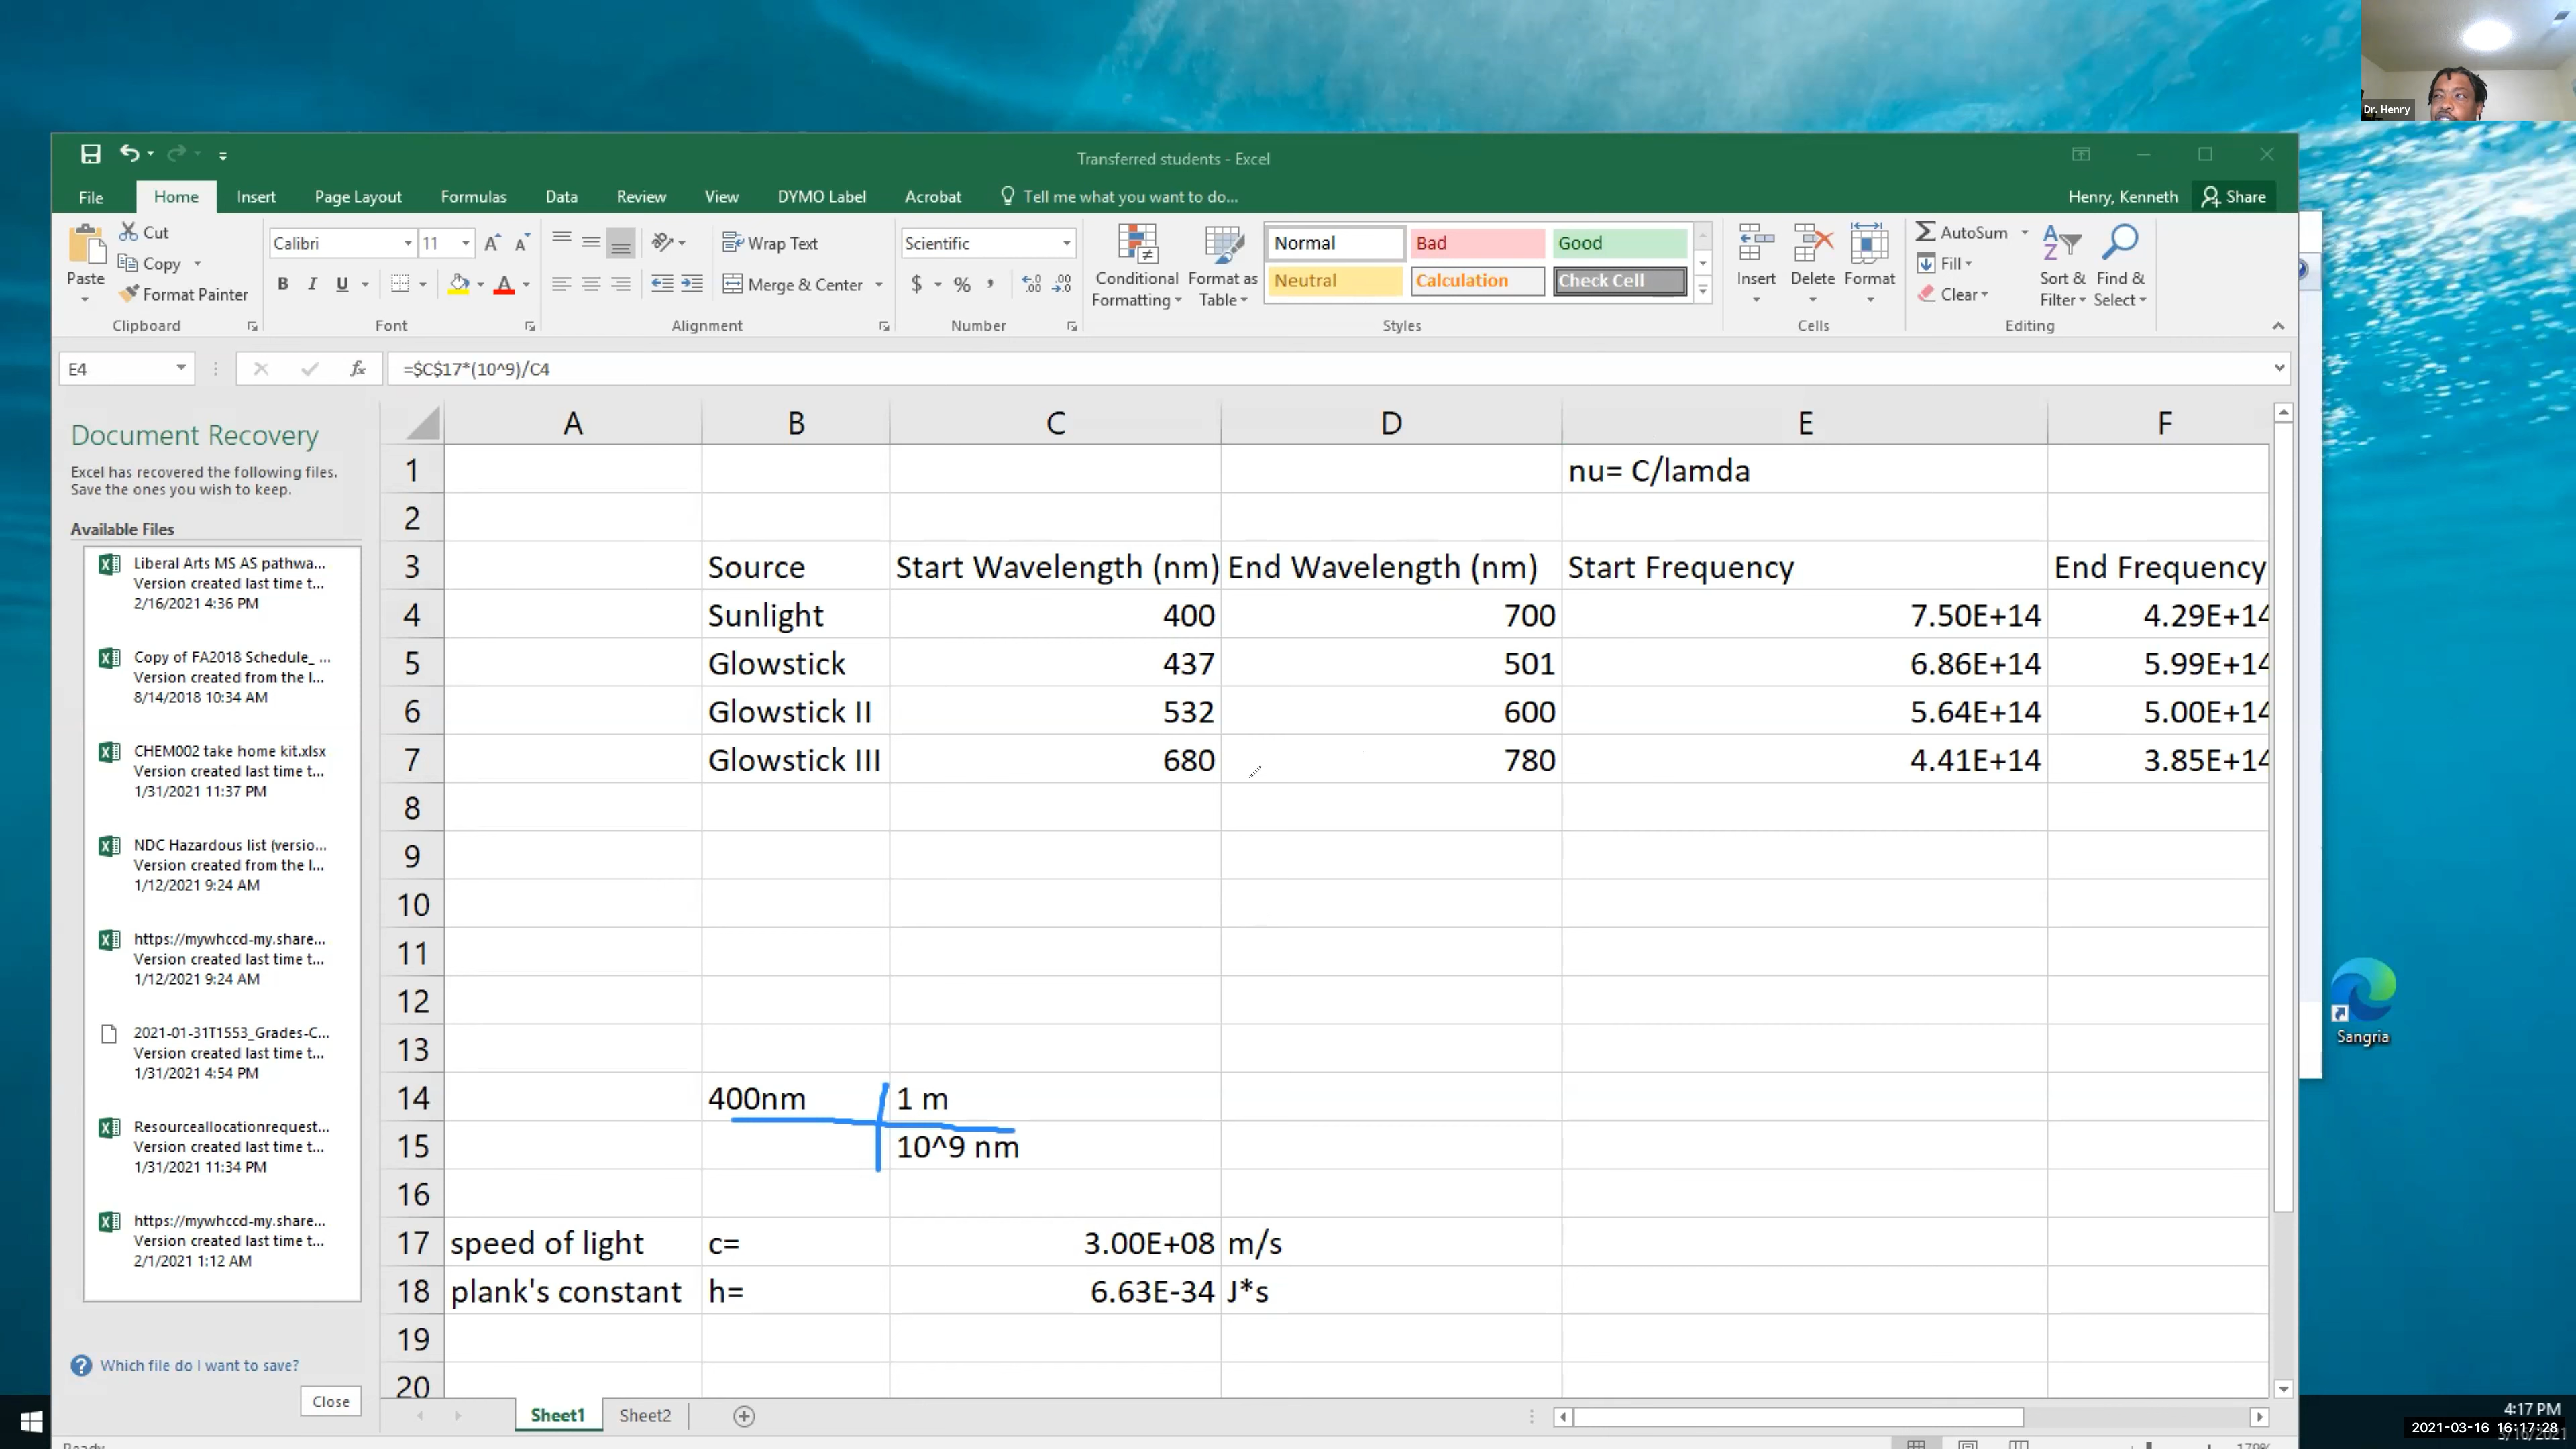 Dr. Henry
Transferred students - Excel
File Home Insert Page Layout Formulas Data Review View DYMO Label Acrobat Tell me what you want to do... Henry, Kenneth Share
Paste
Cut
Copy
Format Painter
Clipboard
Calibri 11
B I U
Font
Wrap Text
Merge & Center
Alignment
Scientific
$ % ,
Number
Conditional Formatting
Format as Table
Normal Bad Good
Neutral Calculation Check Cell
Styles
Insert Delete Format
Cells
AutoSum
Fill
Clear
Sort & Filter
Find & Select
Editing
E4 fx =$C$17*(10^9)/C4
Document Recovery
Excel has recovered the following files.
Save the ones you wish to keep.
Available Files
Liberal Arts MS AS pathwa...
Version created last time t...
2/16/2021 4:36 PM
Copy of FA2018 Schedule_ ...
Version created from the l...
8/14/2018 10:34 AM
CHEM002 take home kit.xlsx
Version created last time t...
1/31/2021 11:37 PM
NDC Hazardous list (versio...
Version created from the l...
1/12/2021 9:24 AM
https://mywhccd-my.share...
Version created last time t...
1/12/2021 9:24 AM
2021-01-31T1553_Grades-C...
Version created last time t...
1/31/2021 4:54 PM
Resourceallocationrequest...
Version created last time t...
1/31/2021 11:34 PM
https://mywhccd-my.share...
Version created last time t...
2/1/2021 1:12 AM
Which file do I want to save?
Close
A B C D E F
1 nu= C/lamda
2
3 Source Start Wavelength (nm) End Wavelength (nm) Start Frequency End Frequency
4 Sunlight 400 700 7.50E+14 4.29E+14
5 Glowstick 437 501 6.86E+14 5.99E+14
6 Glowstick II 532 600 5.64E+14 5.00E+14
7 Glowstick III 680 780 4.41E+14 3.85E+14
8
9
10
11
12
13
14 400nm 1 m
15 10^9 nm
16
17 speed of light c= 3.00E+08 m/s
18 plank's constant h= 6.63E-34 J*s
19
20
Sheet1 Sheet2
Sangria
4:17 PM
2021-03-16 16:17:28